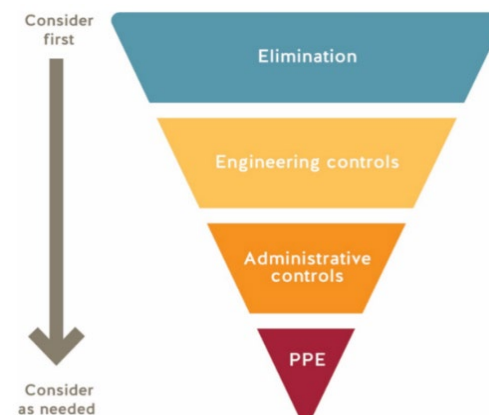 Consider
first
Elimination
Engineering controls
Administrative
controls
PPE
Consider
as needed